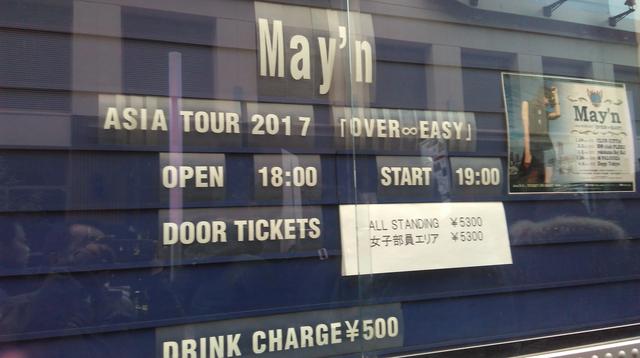 May'n
ASIA TOUR 2017 「OVER∞EASY」
OPEN 18:00 START 19:00
DOOR TICKETS
ALL STANDING ¥5300
女子部員エリア ¥5300
DRINK CHARGE¥500
May'n